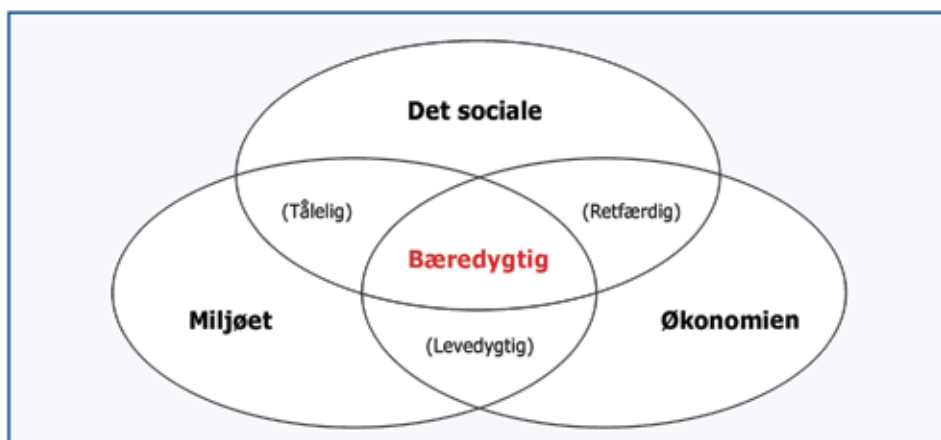 Det sociale
(Tålelig)
(Retfærdig)
Bæredygtig
Miljøet
Økonomien
(Levedygtig)